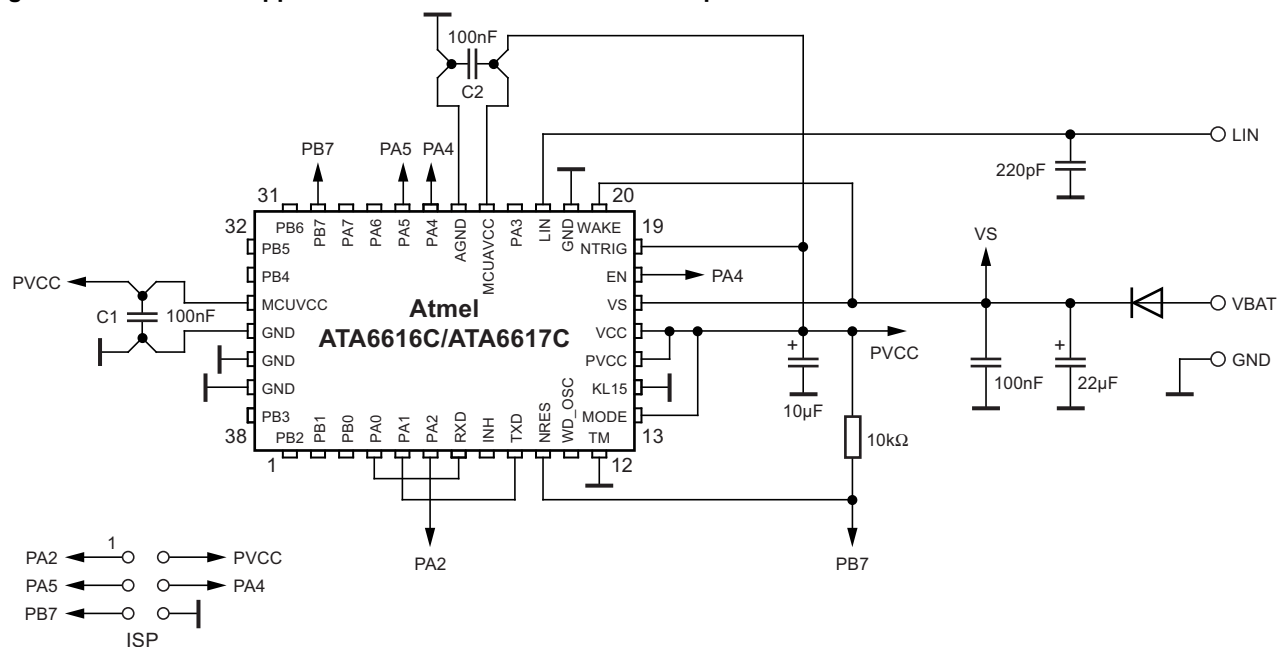 100nF
C2
LIN
220pF
PB7
PA5
PA4
31
20
32
19
PB6
PB7
PA7
PA6
PA5
PA4
AGND
MCUAVCC
PA3
LIN
GND
WAKE
PB5
NTRIG
PB4
EN
PA4
VS
PVCC
MCUVCC
VS
VBAT
C1
100nF
Atmel
ATA6616C/ATA6617C
GND
VCC
PVCC
GND
PVCC
GND
GND
KL15
10µF
100nF
22µF
PB3
MODE
38
13
PB2
PB1
PB0
PA0
PA1
PA2
RXD
INH
TXD
NRES
WD_OSC
TM
10kΩ
1
12
PA2
PB7
PA2
1
PVCC
PA5
PA4
PB7
ISP